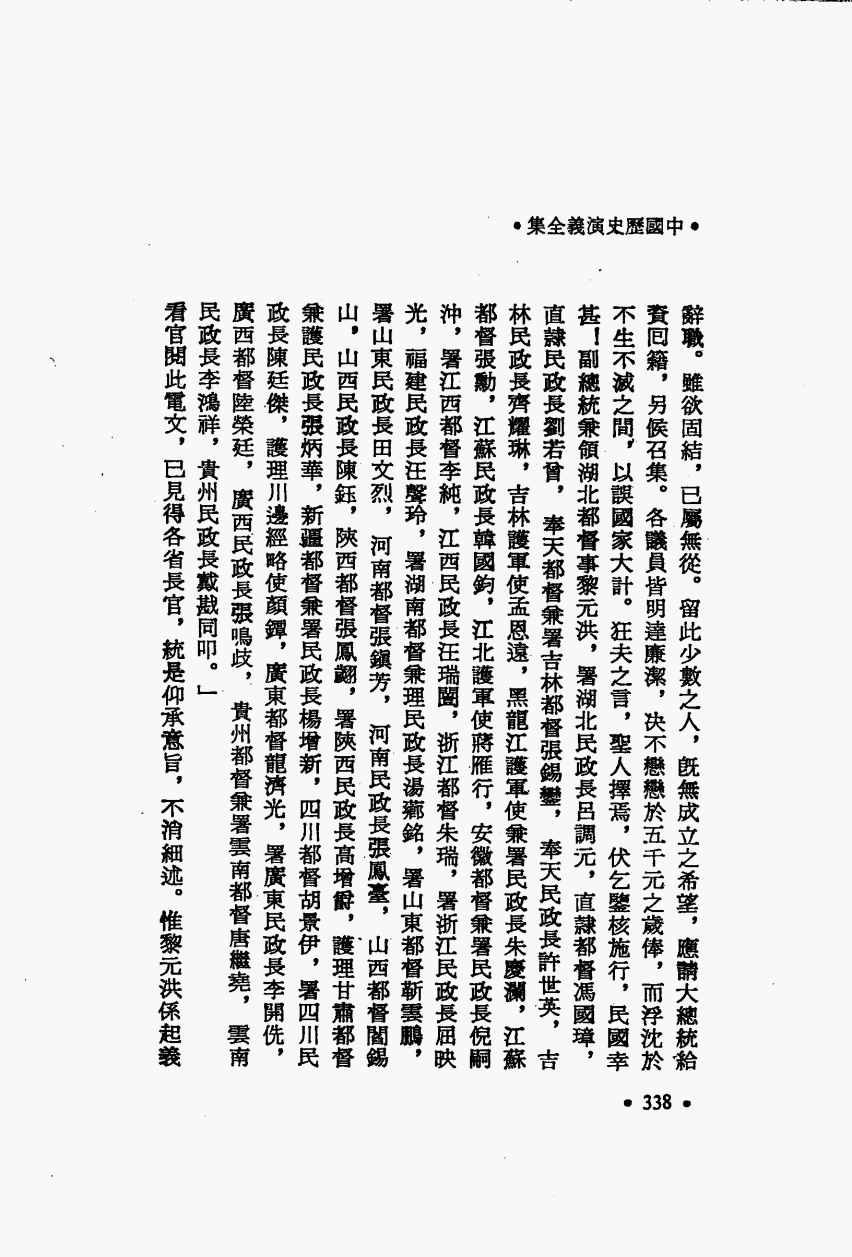 •中國歷史演義全集•
辭職。雖欲固結，已屬無從。留此少數之人，旣無成立之希望，應請大總統給
資囘籍，另候召集。各議員皆明達廉潔，決不戀戀於五千元之歲俸，而浮沈於
不生不滅之間，以誤國家大計。狂夫之言，聖人擇焉，伏乞鑒核施行，民國幸
甚！副總統兼領湖北都督事黎元洪，署湖北民政長呂調元，直隸都督馮國璋，
直隸民政長劉若曾，奉天都督兼署吉林都督張錫鑾，奉天民政長許世英，吉
林民政長齊耀琳，吉林護軍使孟恩遠，黑龍江護軍使兼署民政長朱慶瀾，江蘇
都督張勳，江蘇民政長韓國鈞，江北護軍使蔣雁行，安徽都督兼署民政長倪嗣
沖，署江西都督李純，江西民政長汪瑞闓，浙江都督朱瑞，署浙江民政長屈映
光，福建民政長汪聲玲，署湖南都督兼理民政長湯薌銘，署山東都督靳雲鵬，
署山東民政長田文烈，河南都督張鎭芳，河南民政長張鳳臺，山西都督閻錫
山，山西民政長陳鈺，陝西都督張鳳翽，署陝西民政長高增爵，護理甘肅都督
兼護民政長張炳華，新疆都督兼署民政長楊增新，四川都督胡景伊，署四川民
政長陳廷傑，護理川邊經略使顏鐔，廣東都督龍濟光，署廣東民政長李開侁，
廣西都督陸榮廷，廣西民政長張鳴歧，貴州都督兼署雲南都督唐繼堯，雲南
民政長李鴻祥，貴州民政長戴戡同叩。」
看官閱此電文，已見得各省長官，統是仰承意旨，不消細述。惟黎元洪係起義
•338•